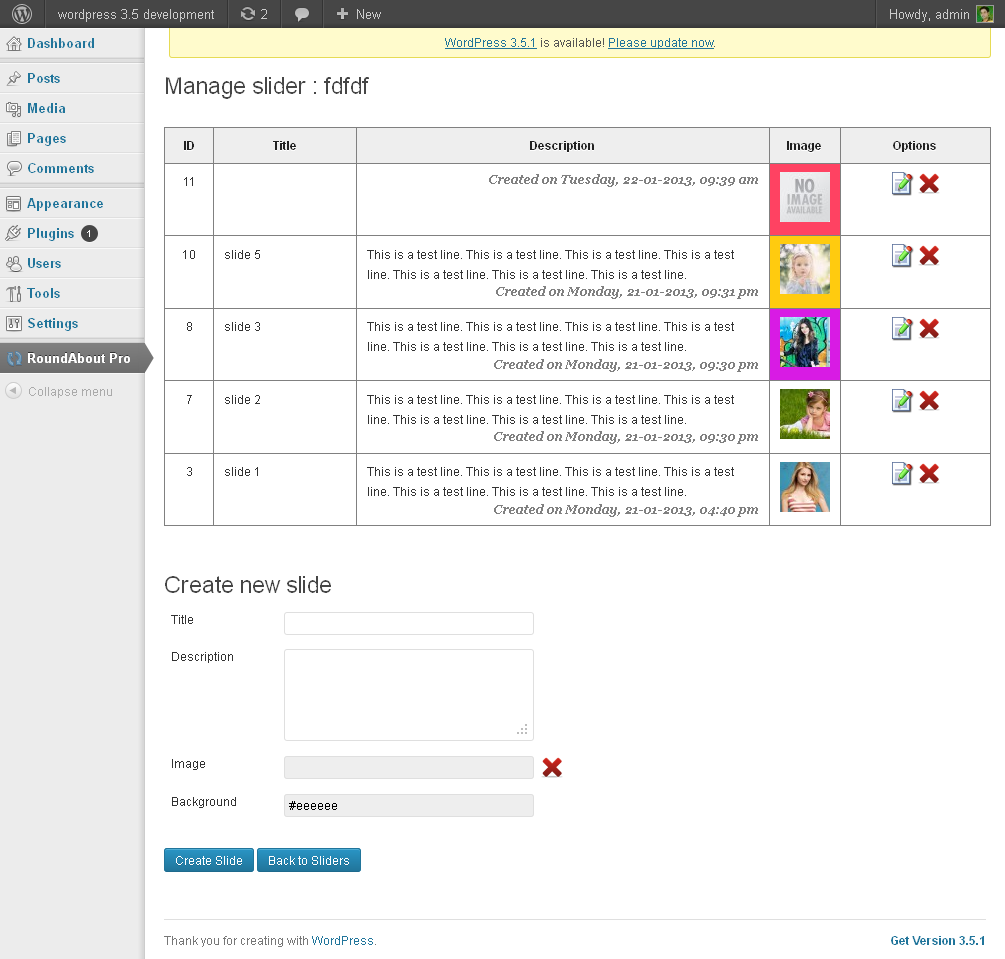 wordpress 3.5 development 2 New Howdy, admin
WordPress 3.5.1 is available! Please update now.
Dashboard
Posts
Media
Pages
Comments
Appearance
Plugins 1
Users
Tools
Settings
RoundAbout Pro
Collapse menu
Manage slider : fdfdf
ID Title Description Image Options
11 Created on Tuesday, 22-01-2013, 09:39 am
NO
IMAGE
AVAILABLE
10 slide 5 This is a test line. This is a test line. This is a test line. This is a test
line. This is a test line. This is a test line. This is a test line.
Created on Monday, 21-01-2013, 09:31 pm
8 slide 3 This is a test line. This is a test line. This is a test line. This is a test
line. This is a test line. This is a test line. This is a test line.
Created on Monday, 21-01-2013, 09:30 pm
7 slide 2 This is a test line. This is a test line. This is a test line. This is a test
line. This is a test line. This is a test line. This is a test line.
Created on Monday, 21-01-2013, 09:30 pm
3 slide 1 This is a test line. This is a test line. This is a test line. This is a test
line. This is a test line. This is a test line. This is a test line.
Created on Monday, 21-01-2013, 04:40 pm
Create new slide
Title
Description
Image
Background #eeeeee
Create Slide Back to Sliders
Thank you for creating with WordPress. Get Version 3.5.1